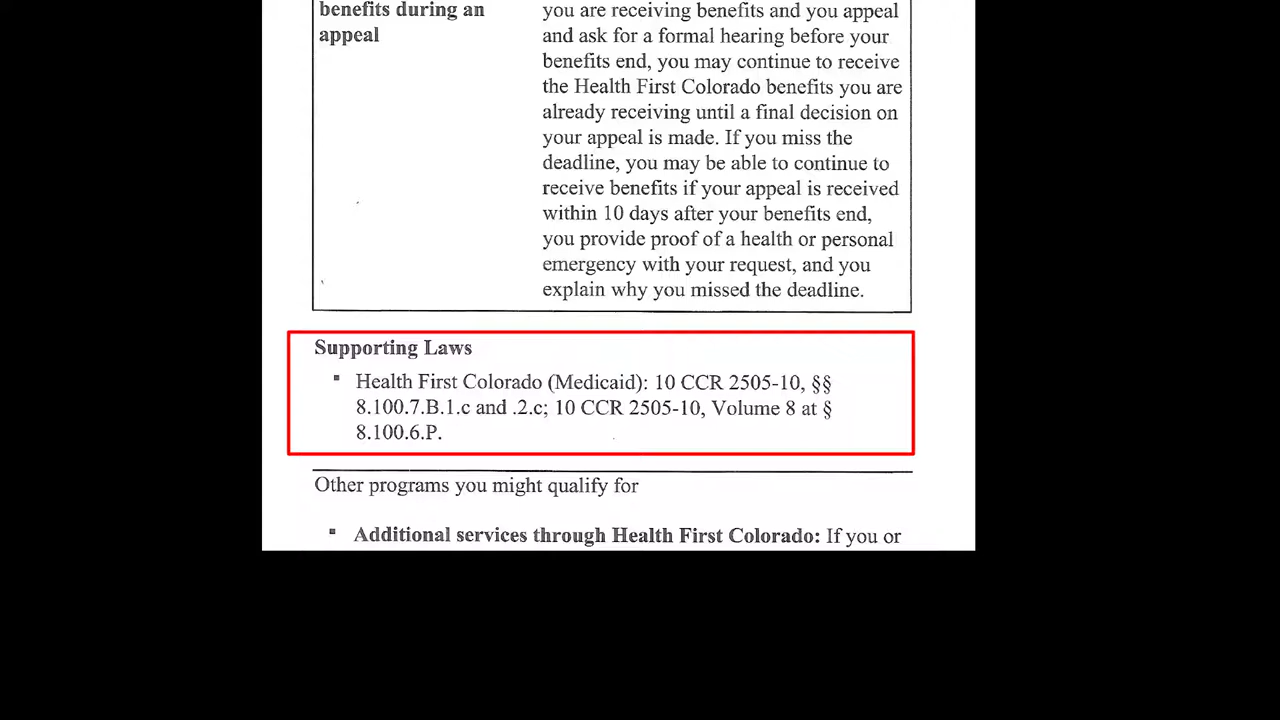 benefits during an
appeal
you are receiving benefits and you appeal
and ask for a formal hearing before your
benefits end, you may continue to receive
the Health First Colorado benefits you are
already receiving until a final decision on
your appeal is made. If you miss the
deadline, you may be able to continue to
receive benefits if your appeal is received
within 10 days after your benefits end,
you provide proof of a health or personal
emergency with your request, and you
explain why you missed the deadline.
Supporting Laws
▪ Health First Colorado (Medicaid): 10 CCR 2505-10, §§
8.100.7.B.1.c and .2.c; 10 CCR 2505-10, Volume 8 at §
8.100.6.P.
Other programs you might qualify for
▪ Additional services through Health First Colorado: If you or